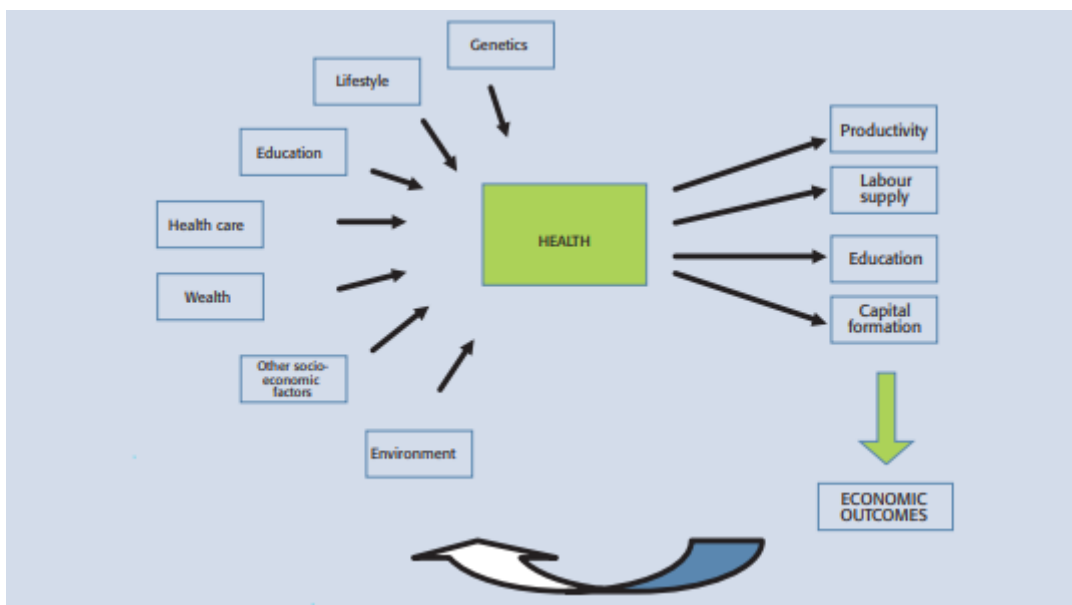 Genetics
Lifestyle
Education
Health care
Wealth
Other socio-
economic
factors
Environment
HEALTH
Productivity
Labour
supply
Education
Capital
formation
ECONOMIC
OUTCOMES